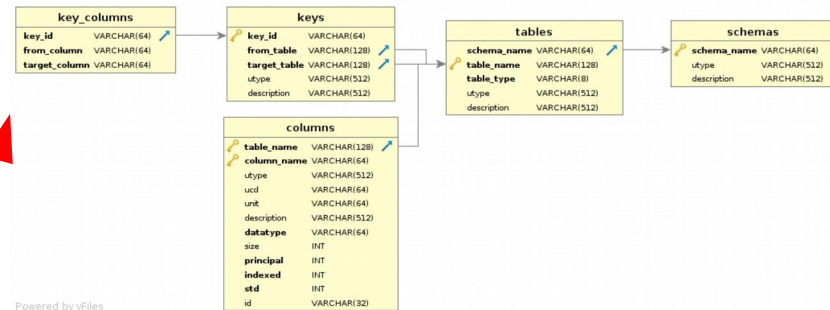 key_columns
key_id VARCHAR(64)
from_column VARCHAR(64)
target_column VARCHAR(64)
keys
key_id VARCHAR(64)
from_table VARCHAR(128)
target_table VARCHAR(128)
utype VARCHAR(512)
description VARCHAR(512)
tables
schema_name VARCHAR(64)
table_name VARCHAR(128)
table_type VARCHAR(8)
utype VARCHAR(512)
description VARCHAR(512)
schemas
schema_name VARCHAR(64)
utype VARCHAR(512)
description VARCHAR(512)
columns
table_name VARCHAR(128)
column_name VARCHAR(64)
utype VARCHAR(512)
ucd VARCHAR(64)
unit VARCHAR(64)
description VARCHAR(512)
datatype VARCHAR(64)
size INT
principal INT
indexed INT
std INT
id VARCHAR(32)
Powered by yFiles